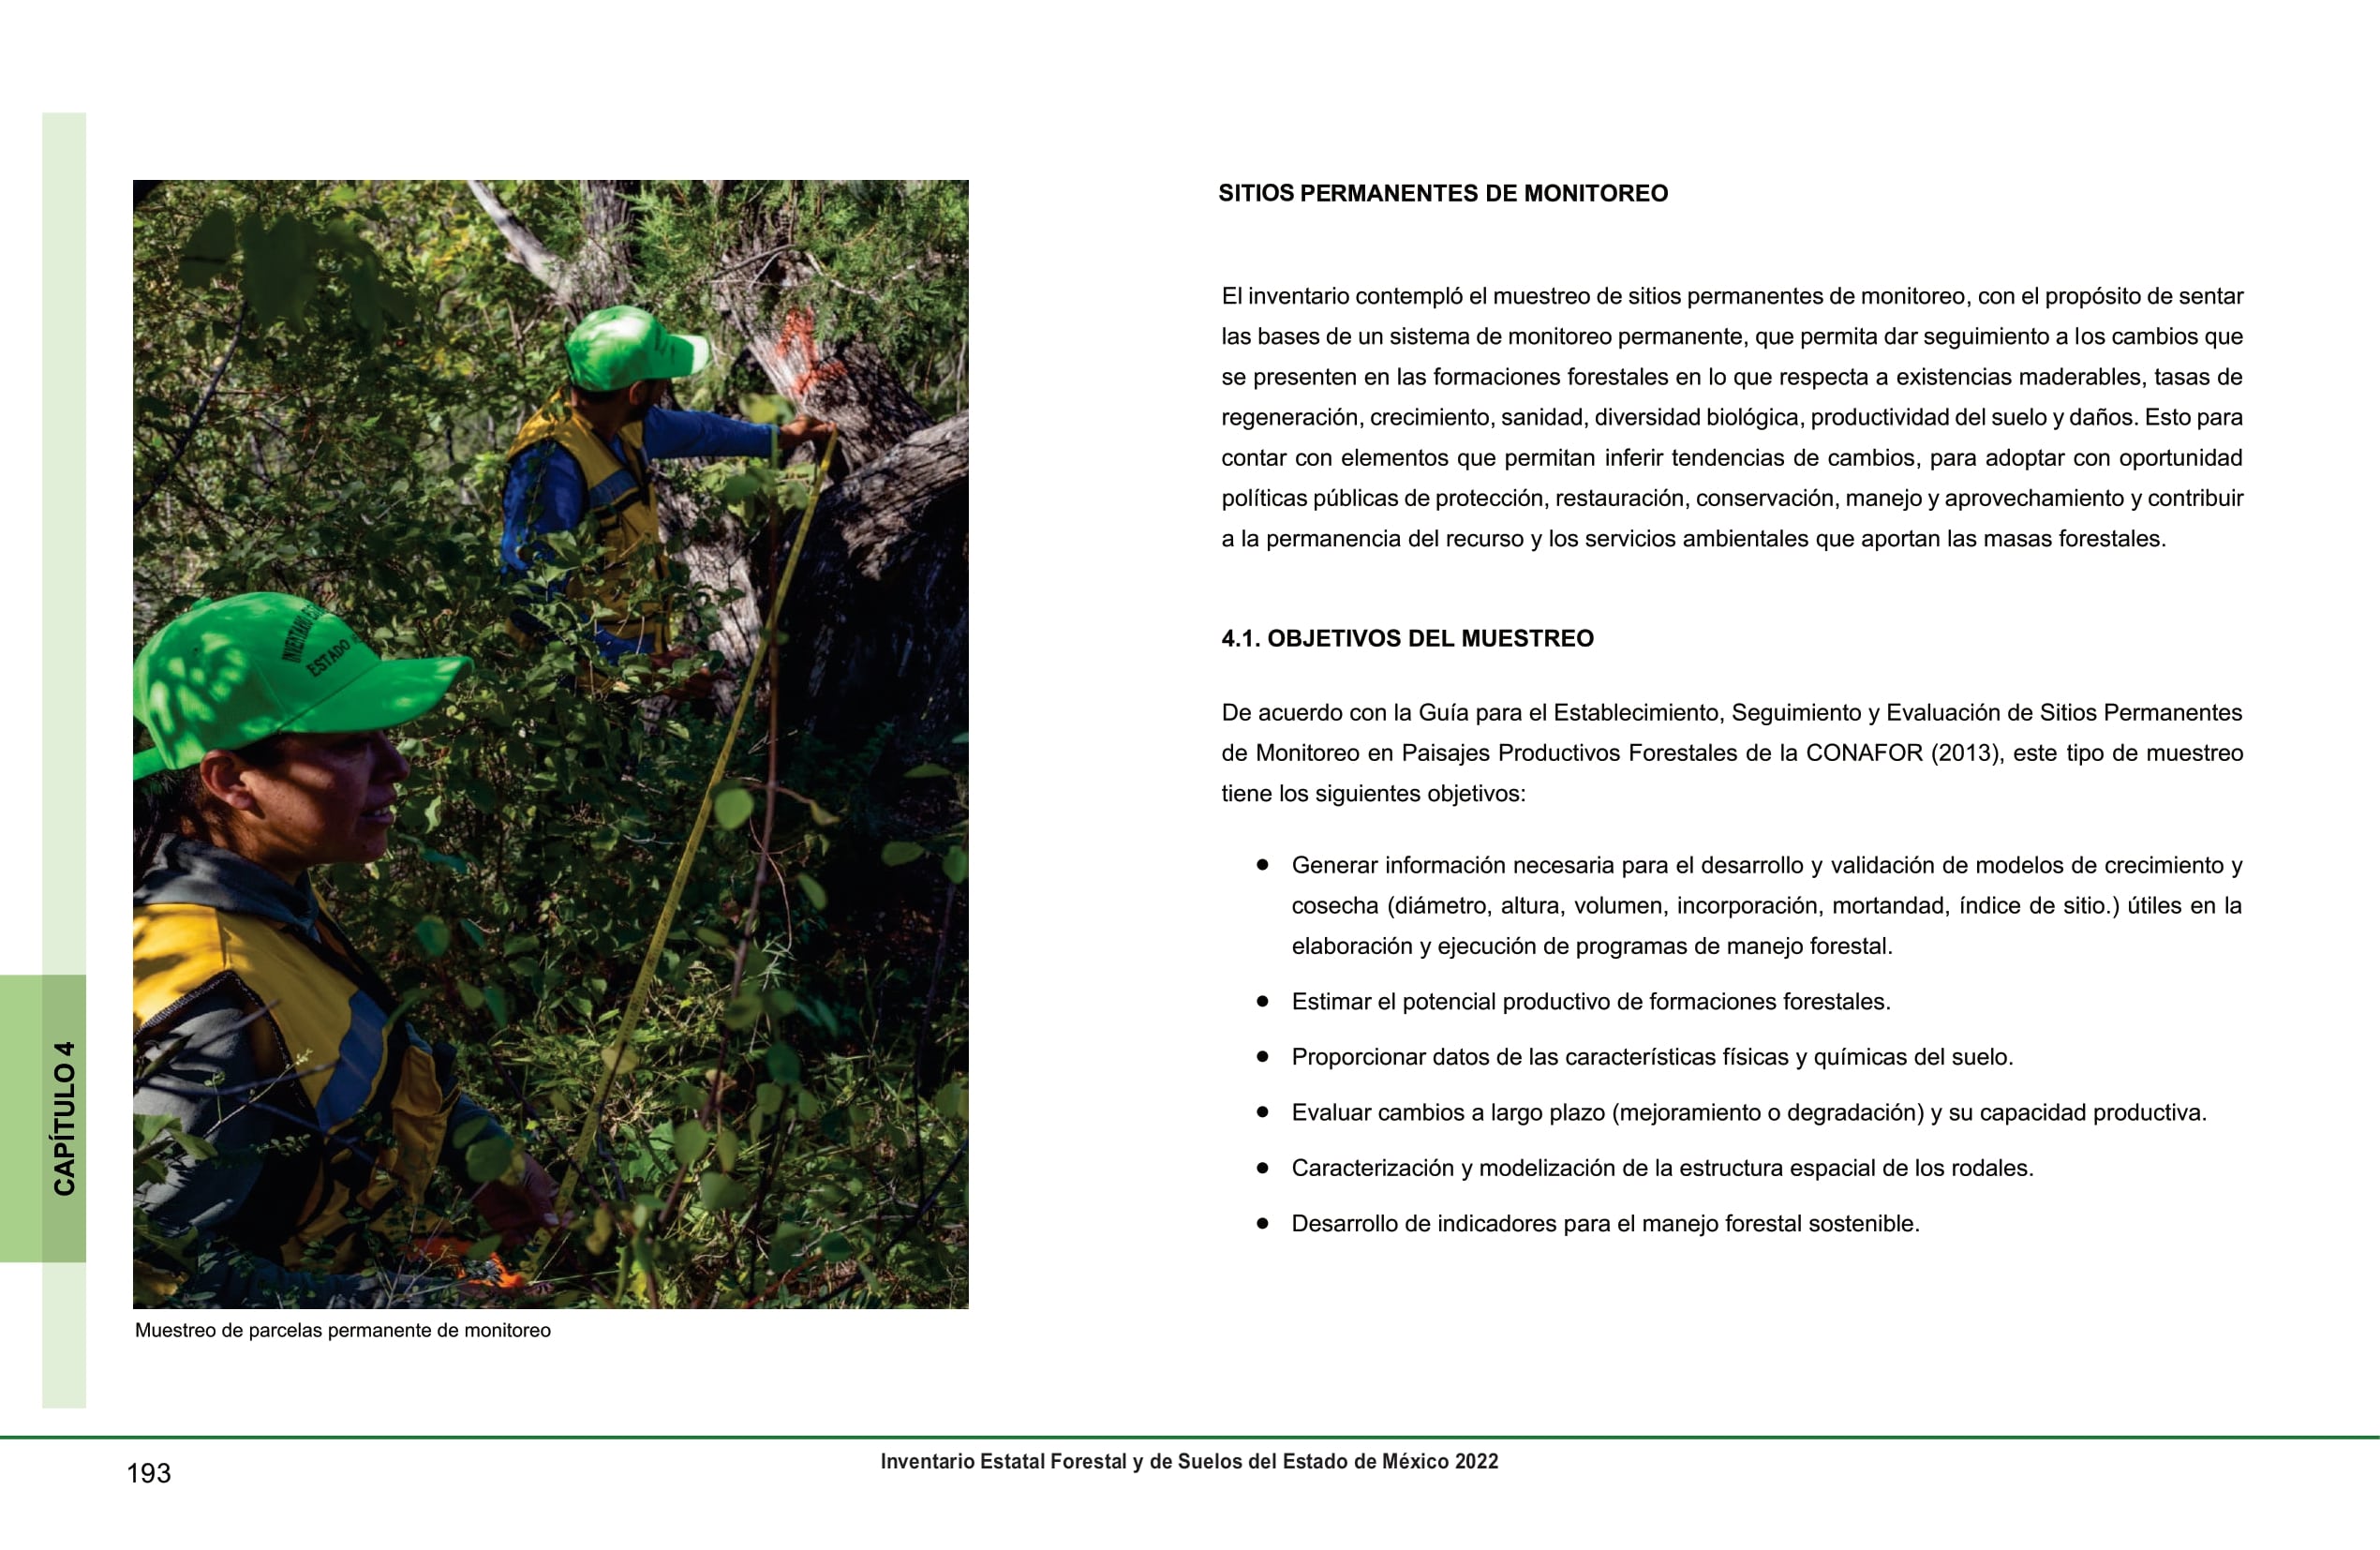 SITIOS PERMANENTES DE MONITOREO
El inventario contempló el muestreo de sitios permanentes de monitoreo, con el propósito de sentar
las bases de un sistema de monitoreo permanente, que permita dar seguimiento a los cambios que
se presenten en las formaciones forestales en lo que respecta a existencias maderables, tasas de
regeneración, crecimiento, sanidad, diversidad biológica, productividad del suelo y daños. Esto para
contar con elementos que permitan inferir tendencias de cambios, para adoptar con oportunidad
políticas públicas de protección, restauración, conservación, manejo y aprovechamiento y contribuir
a la permanencia del recurso y los servicios ambientales que aportan las masas forestales.
4.1. OBJETIVOS DEL MUESTREO
De acuerdo con la Guía para el Establecimiento, Seguimiento y Evaluación de Sitios Permanentes
de Monitoreo en Paisajes Productivos Forestales de la CONAFOR (2013), este tipo de muestreo
tiene los siguientes objetivos:
● Generar información necesaria para el desarrollo y validación de modelos de crecimiento y
cosecha (diámetro, altura, volumen, incorporación, mortandad, índice de sitio.) útiles en la
elaboración y ejecución de programas de manejo forestal.
● Estimar el potencial productivo de formaciones forestales.
● Proporcionar datos de las características físicas y químicas del suelo.
● Evaluar cambios a largo plazo (mejoramiento o degradación) y su capacidad productiva.
● Caracterización y modelización de la estructura espacial de los rodales.
● Desarrollo de indicadores para el manejo forestal sostenible.
INVENTARIO
ESTADO
Muestreo de parcelas permanente de monitoreo
CAPÍTULO 4
193
Inventario Estatal Forestal y de Suelos del Estado de México 2022